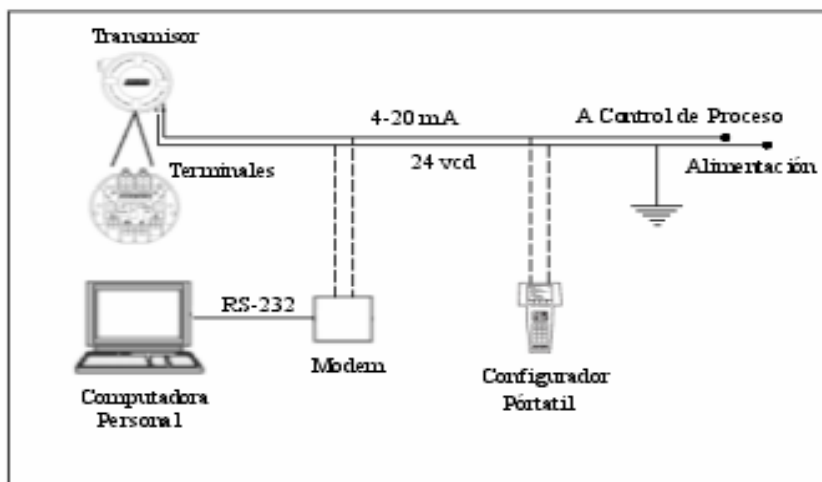 Transmisor
4-20 mA
A Control de Proceso
Terminales
24 vcd
Alimentación
RS-232
Modem
Configurador
Pórtatil
Computadora
Personal